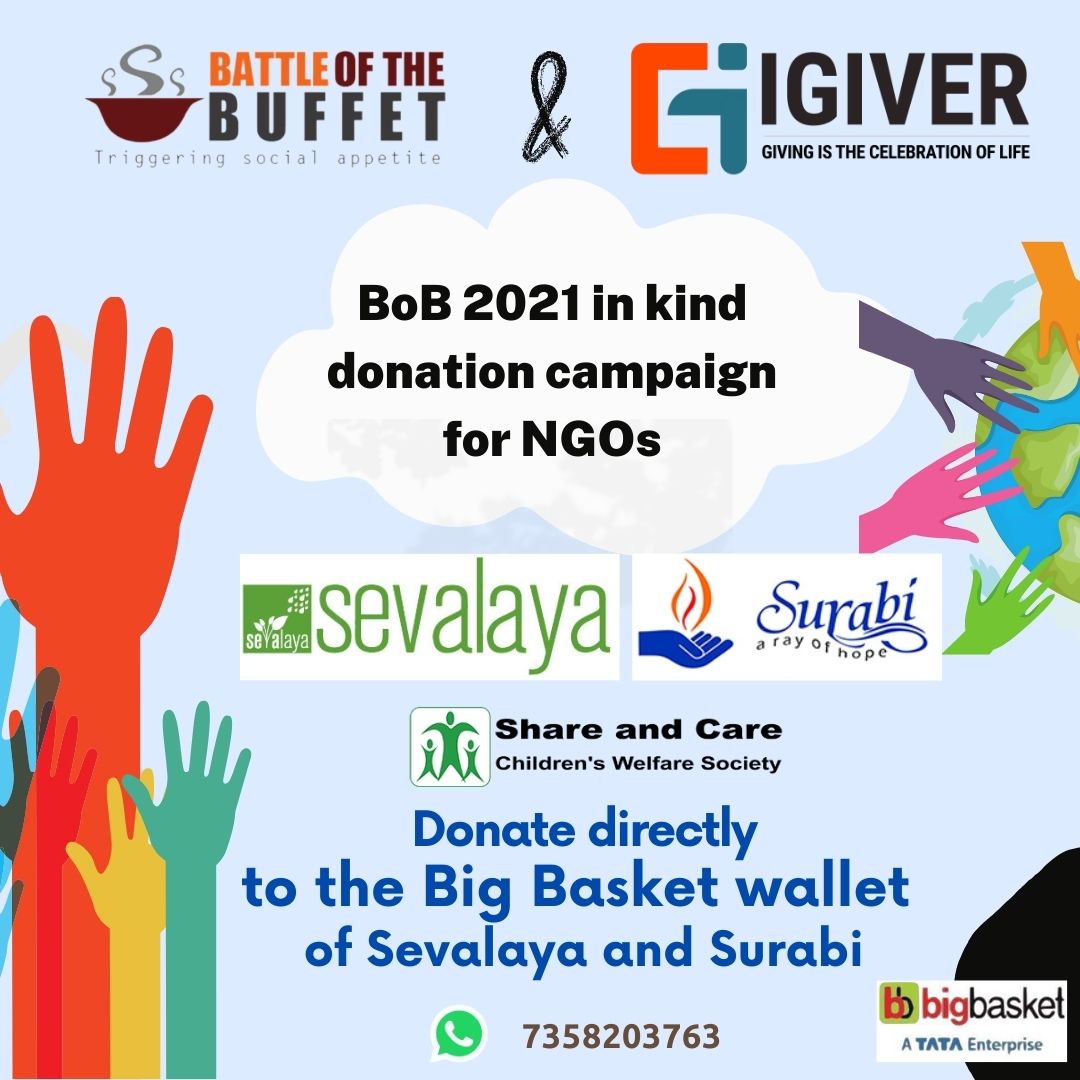 sSs BATTLE OF THE
BUFFET
Triggering social appetite
&
IGIVER
GIVING IS THE CELEBRATION OF LIFE
BoB 2021 in kind
donation campaign
for NGOs
sevalaya
sevalaya
Surabi
a ray of hope
Share and Care
Children's Welfare Society
Donate directly
to the Big Basket wallet
of Sevalaya and Surabi
7358203763
bb bigbasket
A TATA Enterprise